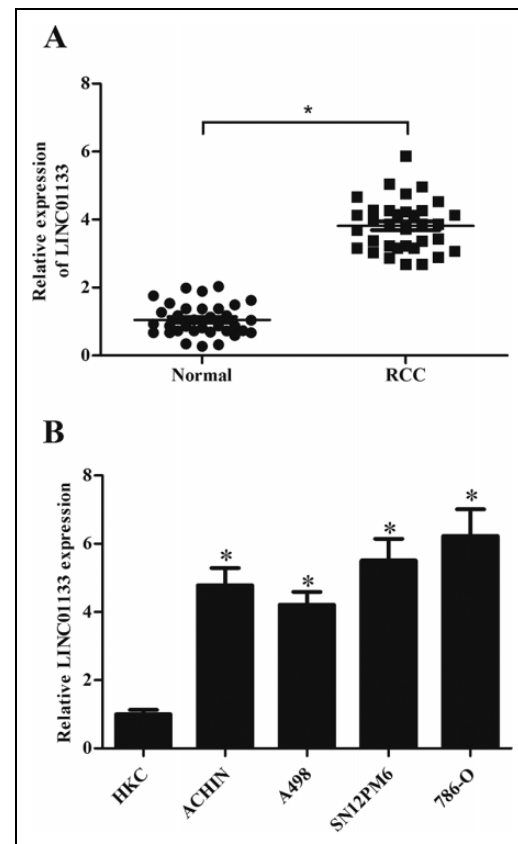 A
Relative expression
of LINC01133
8
6
4
2
0
*
Normal
RCC
B
Relative LINC01133 expression
8
6
4
2
0
*
*
*
*
HKC
ACHIN
A498
SN12PM6
786-O